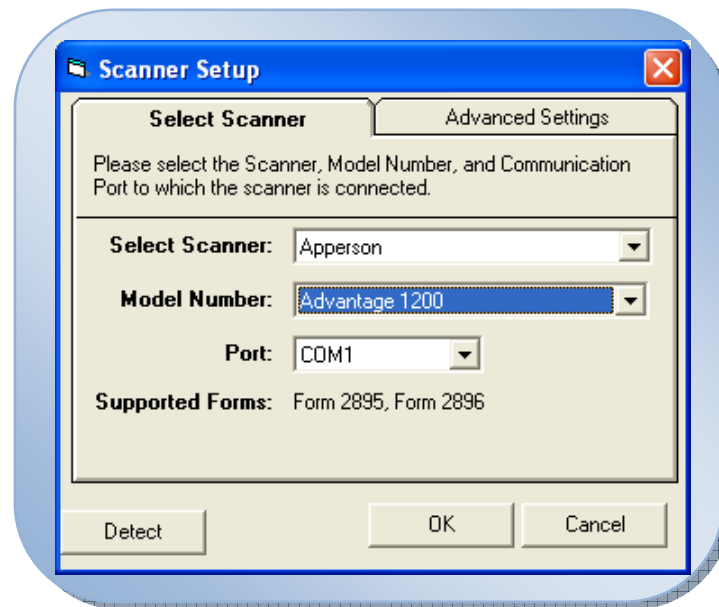 Scanner Setup
Select Scanner
Advanced Settings
Please select the Scanner, Model Number, and Communication
Port to which the scanner is connected.
Select Scanner: Apperson
Model Number: Advantage 1200
Port: COM1
Supported Forms: Form 2895, Form 2896
Detect OK Cancel